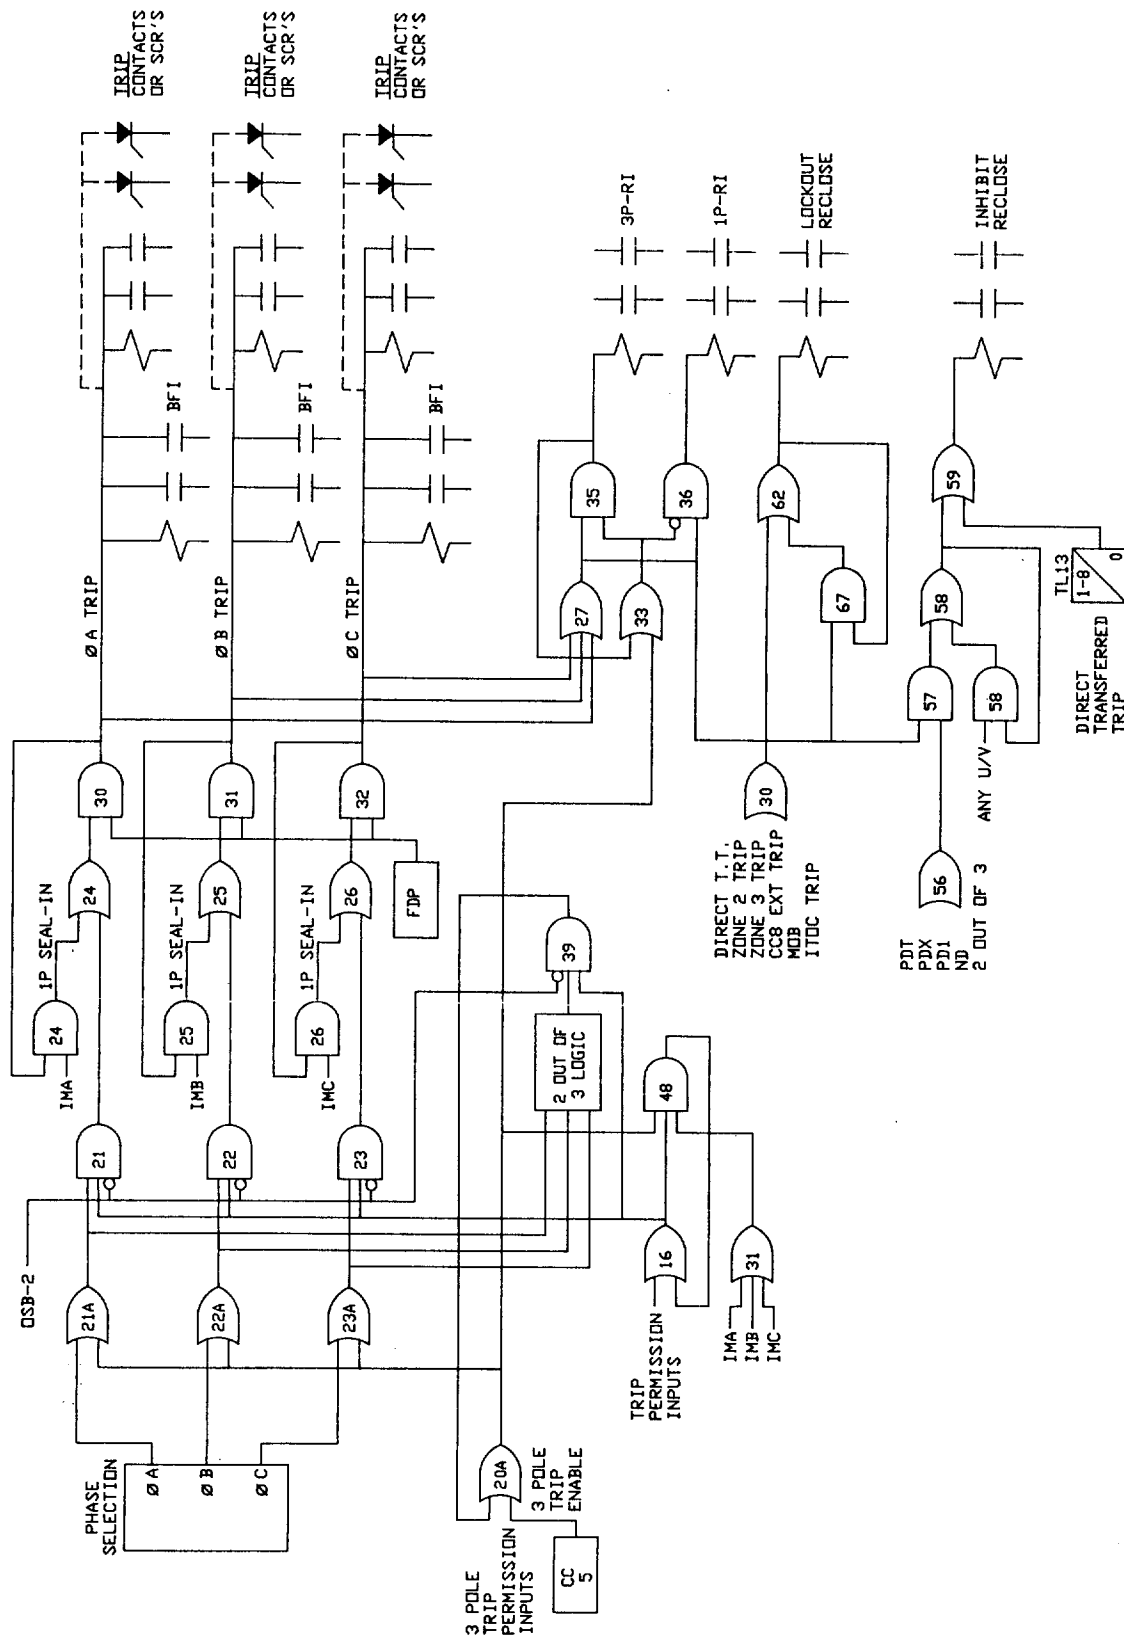 OSB-2
PHASE
SELECTION
ØA
ØB
ØC
21A
22A
23A
21
22
23
IMA
24
1P SEAL-IN
24
30
IMB
25
1P SEAL-IN
25
31
IMC
26
1P SEAL-IN
26
32
FDP
ØA TRIP
ØB TRIP
ØC TRIP
BFI
BFI
BFI
TRIP
CONTACTS
OR SCR'S
TRIP
CONTACTS
OR SCR'S
TRIP
CONTACTS
OR SCR'S
3 POLE
TRIP
PERMISSION
INPUTS
CC
5
20A
3 POLE
TRIP
ENABLE
2 OUT OF
3 LOGIC
39
TRIP
PERMISSION
INPUTS
16
48
IMA
IMB
IMC
31
27
33
35
36
3P-RI
1P-RI
DIRECT T.T.
ZONE 2 TRIP
ZONE 3 TRIP
CC8 EXT TRIP
MOB
ITOC TRIP
30
67
62
LOCKOUT
RECLOSE
PDT
PDX
PD1
ND
2 OUT OF 3
56
57
ANY U/V
58
58
59
INHIBIT
RECLOSE
DIRECT
TRANSFERRED
TRIP
TL13
1-8
0